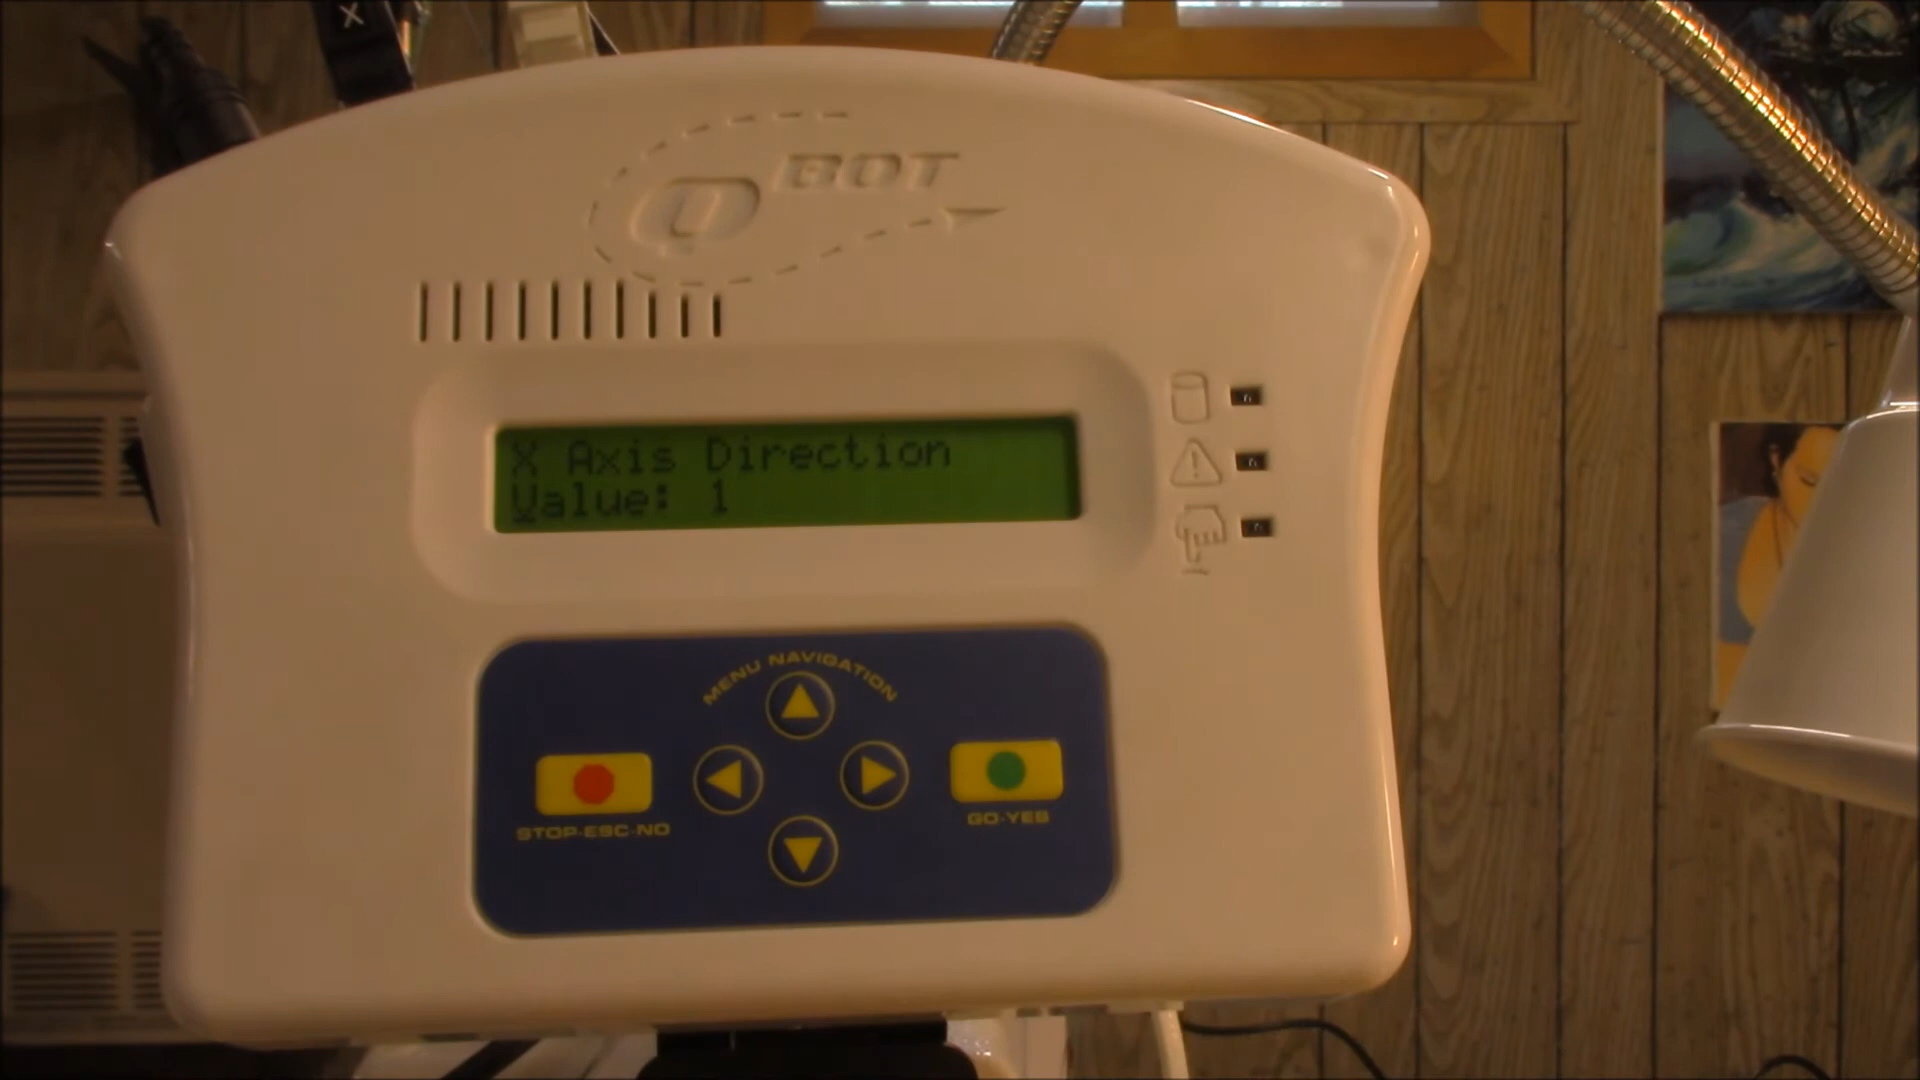 X
Q BOT
X Axis Direction
Value: 1
MENU NAVIGATION
STOP-ESC-NO
GO-YES